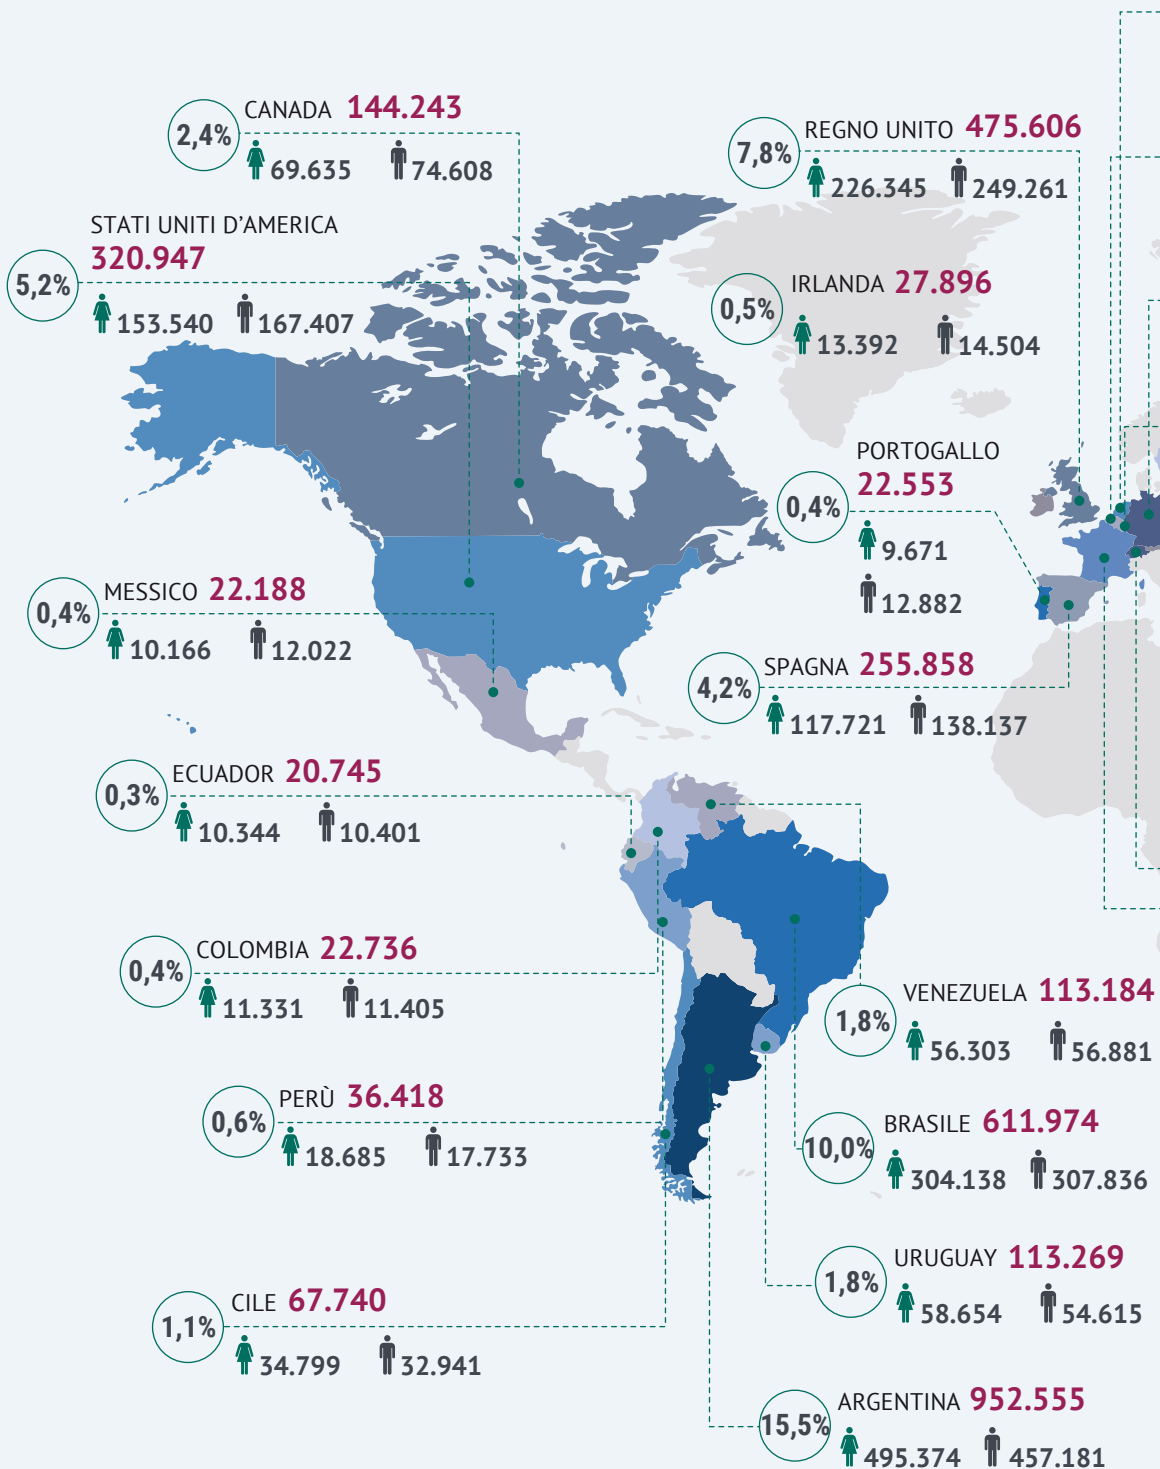 CANADA 144.243
2,4%
69.635 74.608
STATI UNITI D’AMERICA
320.947
5,2%
153.540 167.407
REGNO UNITO 475.606
7,8%
226.345 249.261
IRLANDA 27.896
0,5%
13.392 14.504
PORTOGALLO
22.553
0,4%
9.671
12.882
MESSICO 22.188
0,4%
10.166 12.022
SPAGNA 255.858
4,2%
117.721 138.137
ECUADOR 20.745
0,3%
10.344 10.401
COLOMBIA 22.736
0,4%
11.331 11.405
VENEZUELA 113.184
1,8%
56.303 56.881
PERÙ 36.418
0,6%
18.685 17.733
BRASILE 611.974
10,0%
304.138 307.836
URUGUAY 113.269
1,8%
58.654 54.615
CILE 67.740
1,1%
34.799 32.941
ARGENTINA 952.555
15,5%
495.374 457.181